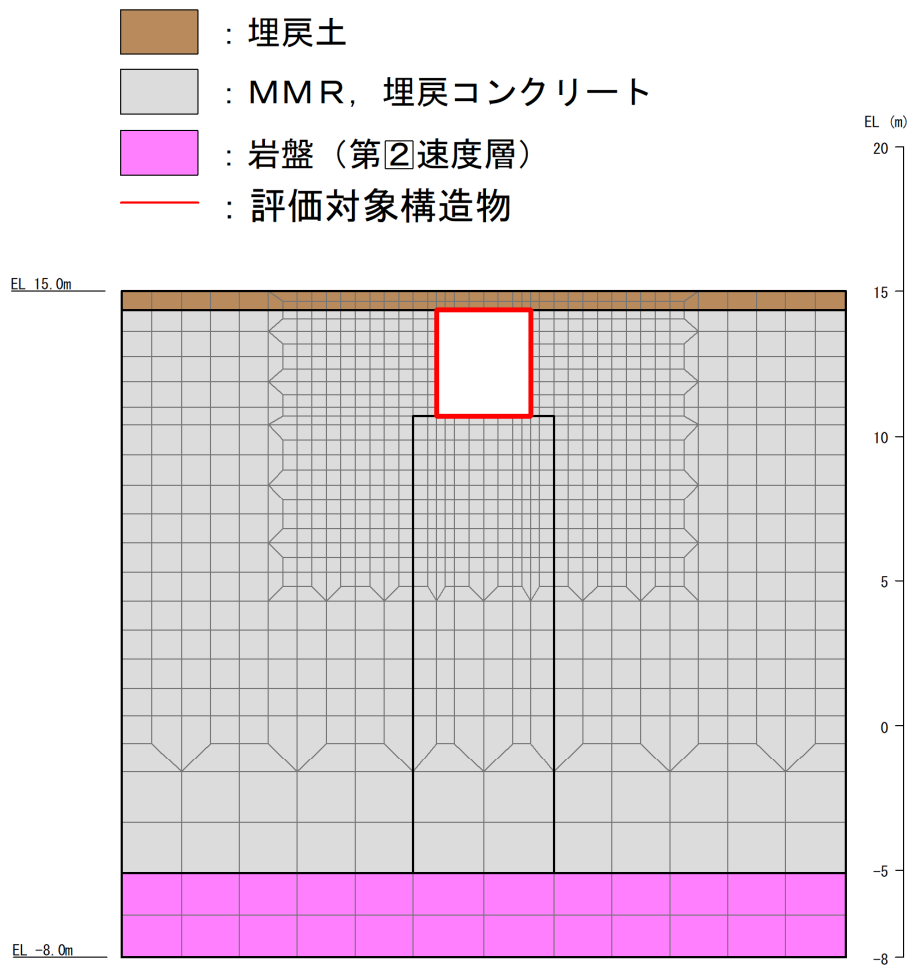 ：埋戻土
：ＭＭＲ，埋戻コンクリート
：岩盤（第②速度層）
：評価対象構造物
EL (m)
20
EL 15.0m
15
10
5
0
-5
EL -8.0m
-8